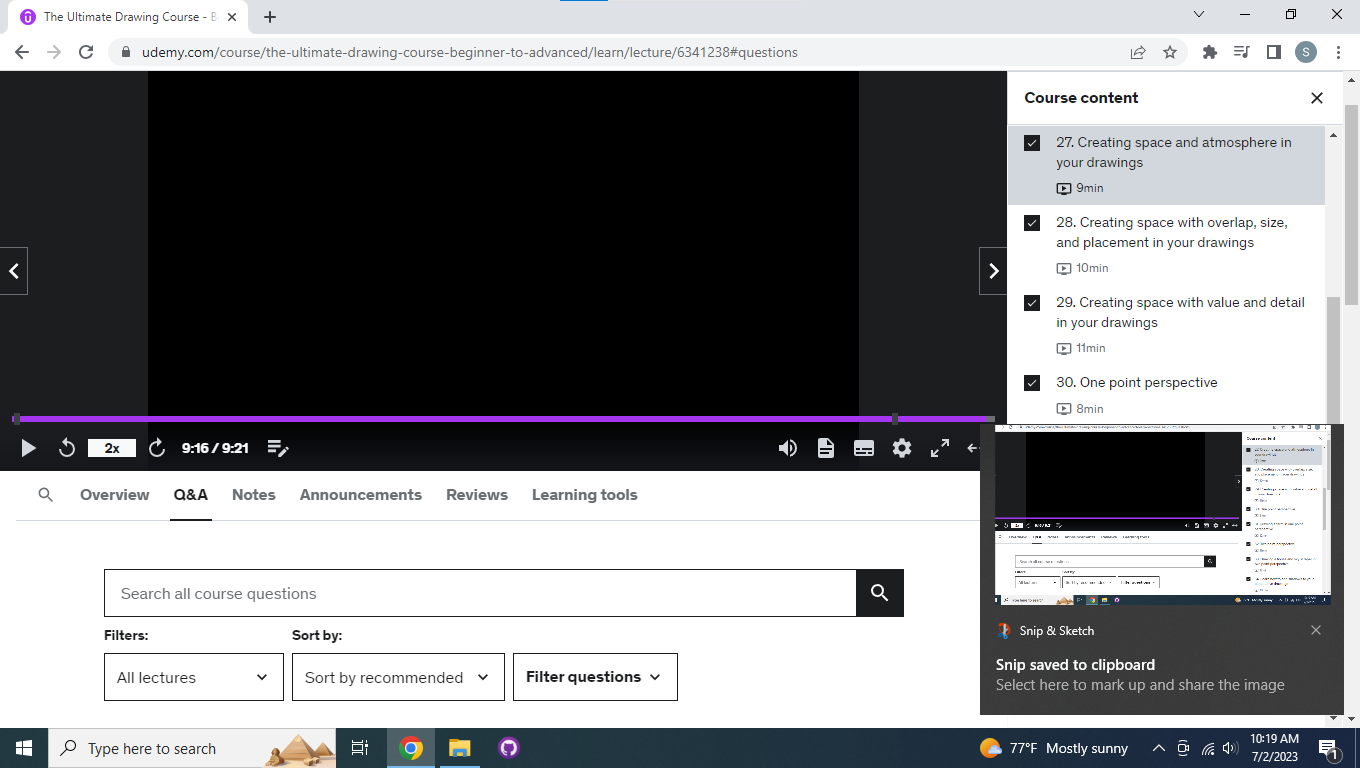 The Ultimate Drawing Course - B
udemy.com/course/the-ultimate-drawing-course-beginner-to-advanced/learn/lecture/6341238#questions
S
Course content
27. Creating space and atmosphere in
your drawings
9min
28. Creating space with overlap, size,
and placement in your drawings
10min
29. Creating space with value and detail
in your drawings
11min
30. One point perspective
8min
2x
9:16 / 9:21
Overview
Q&A
Notes
Announcements
Reviews
Learning tools
Search all course questions
Filters:
Sort by:
All lectures
Sort by recommended
Filter questions
Course content
Snip & Sketch
Snip saved to clipboard
Select here to mark up and share the image
Type here to search
77°F Mostly sunny
10:19 AM
7/2/2023
1